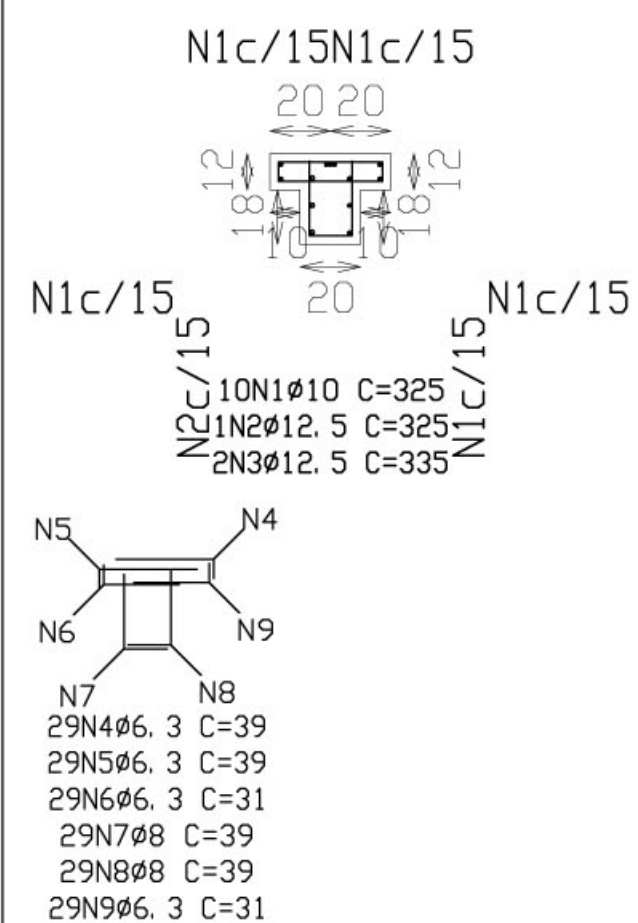 N1c/15N1c/15
20 20
12 12
18 18
10 10
20
N1c/15 N1c/15
N2c/15 N1c/15
10N1ø10 C=325
1N2ø12.5 C=325
2N3ø12.5 C=335
N5 N4
N6 N9
N7 N8
29N4ø6.3 C=39
29N5ø6.3 C=39
29N6ø6.3 C=31
29N7ø8 C=39
29N8ø8 C=39
29N9ø6.3 C=31